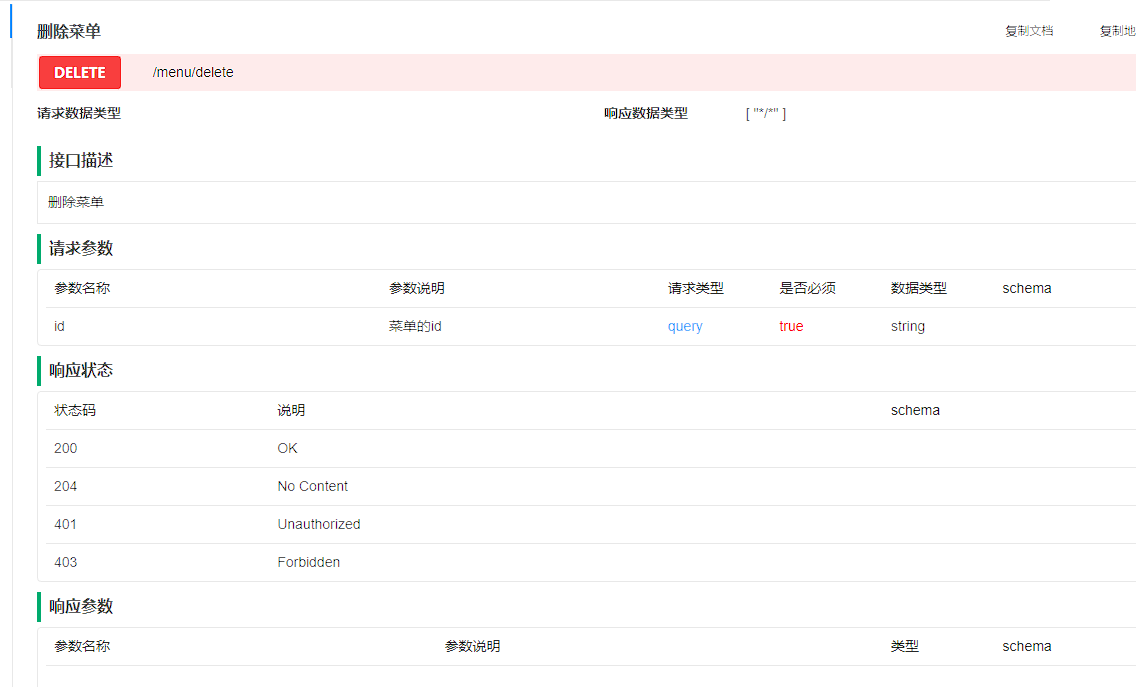 删除菜单 复制文档 复制地
DELETE /menu/delete
请求数据类型 响应数据类型 [ "*/*" ]
接口描述
删除菜单
请求参数
参数名称 参数说明 请求类型 是否必须 数据类型 schema
id 菜单的id query true string
响应状态
状态码 说明 schema
200 OK
204 No Content
401 Unauthorized
403 Forbidden
响应参数
参数名称 参数说明 类型 schema